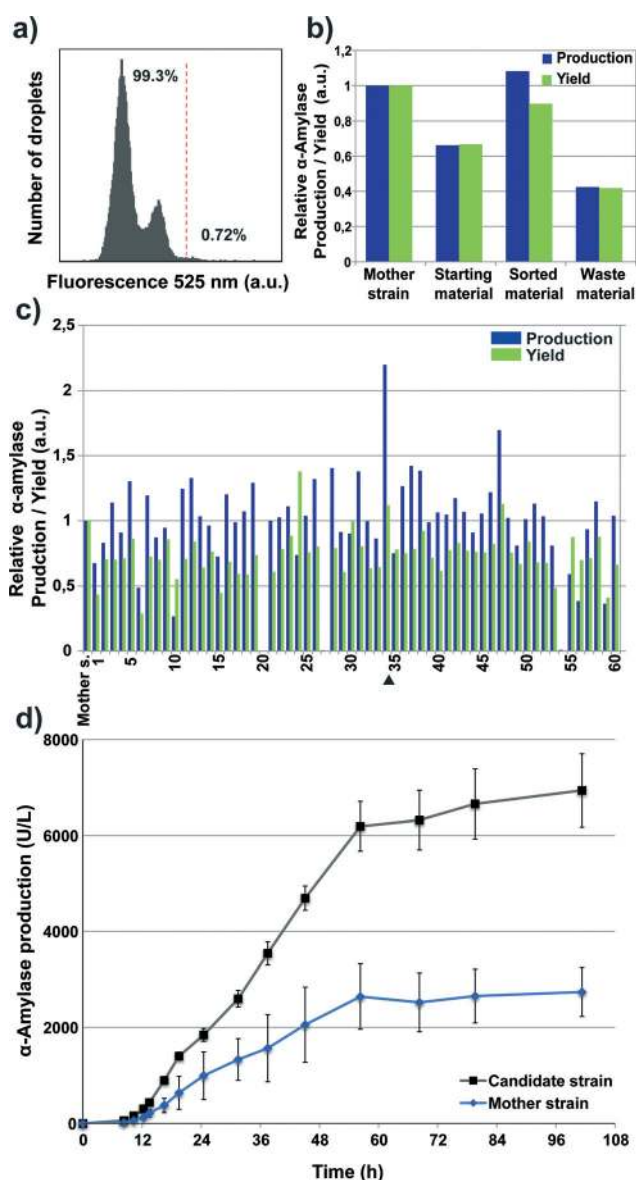 a)
99.3%
0.72%
Number of droplets
Fluorescence 525 nm (a.u.)
b)
Relative α-Amylase
Production / Yield (a.u.)
1,2
1
0,8
0,6
0,4
0,2
0
Production
Yield
Mother strain
Starting material
Sorted material
Waste material
c)
Relative α-amylase
Prudction / Yield (a.u.)
2,5
2
1,5
1
0,5
0
Production
Yield
Mother s.
1
5
10
15
20
25
30
35
40
45
50
55
60
d)
α-Amylase production (U/L)
8000
6000
4000
2000
0
Candidate strain
Mother strain
0 12 24 36 48 60 72 84 96 108
Time (h)